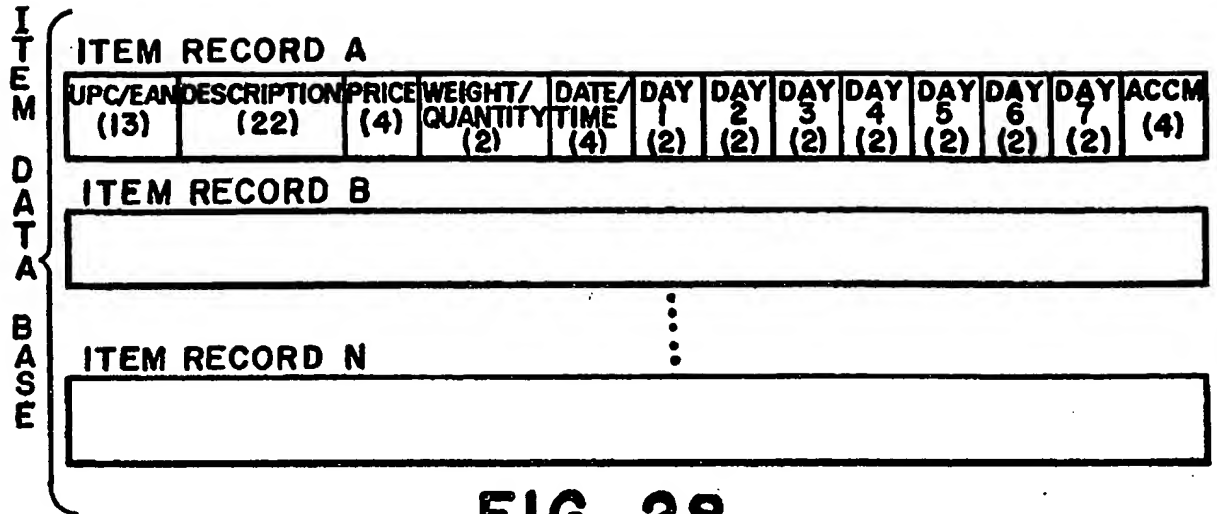 ITEM DATA BASE
ITEM RECORD A
UPC/EAN (13) DESCRIPTION (22) PRICE (4) WEIGHT/QUANTITY (2) DATE/TIME (4) DAY 1 (2) DAY 2 (2) DAY 3 (2) DAY 4 (2) DAY 5 (2) DAY 6 (2) DAY 7 (2) ACCM (4)
ITEM RECORD B
ITEM RECORD N
FIG